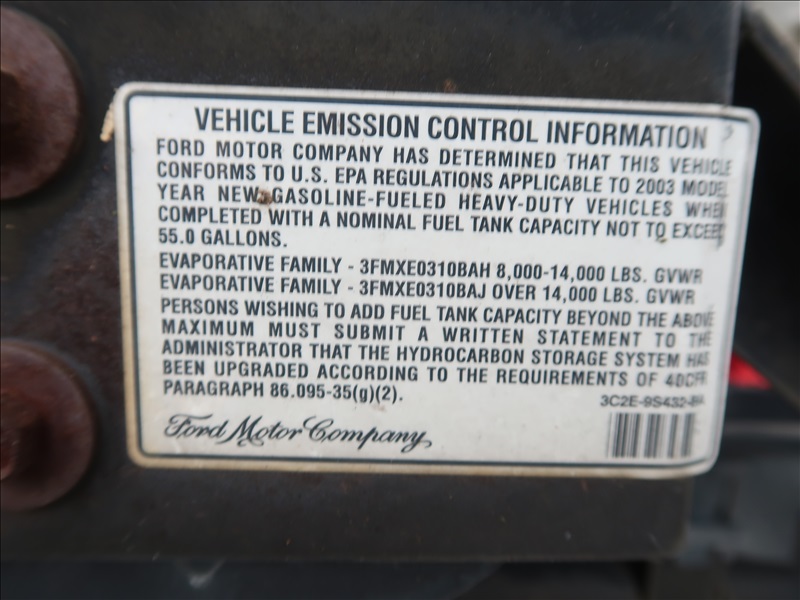 VEHICLE EMISSION CONTROL INFORMATION
FORD MOTOR COMPANY HAS DETERMINED THAT THIS VEHICLE
CONFORMS TO U.S. EPA REGULATIONS APPLICABLE TO 2003 MODEL
YEAR NEW GASOLINE-FUELED HEAVY-DUTY VEHICLES WHEN
COMPLETED WITH A NOMINAL FUEL TANK CAPACITY NOT TO EXCEED
55.0 GALLONS.
EVAPORATIVE FAMILY - 3FMXE0310BAH 8,000-14,000 LBS. GVWR
EVAPORATIVE FAMILY - 3FMXE0310BAJ OVER 14,000 LBS. GVWR
PERSONS WISHING TO ADD FUEL TANK CAPACITY BEYOND THE ABOVE
MAXIMUM MUST SUBMIT A WRITTEN STATEMENT TO THE
ADMINISTRATOR THAT THE HYDROCARBON STORAGE SYSTEM HAS
BEEN UPGRADED ACCORDING TO THE REQUIREMENTS OF 40CFR
PARAGRAPH 86.095-35(g)(2).
3C2E-9S432-BA
Ford Motor Company